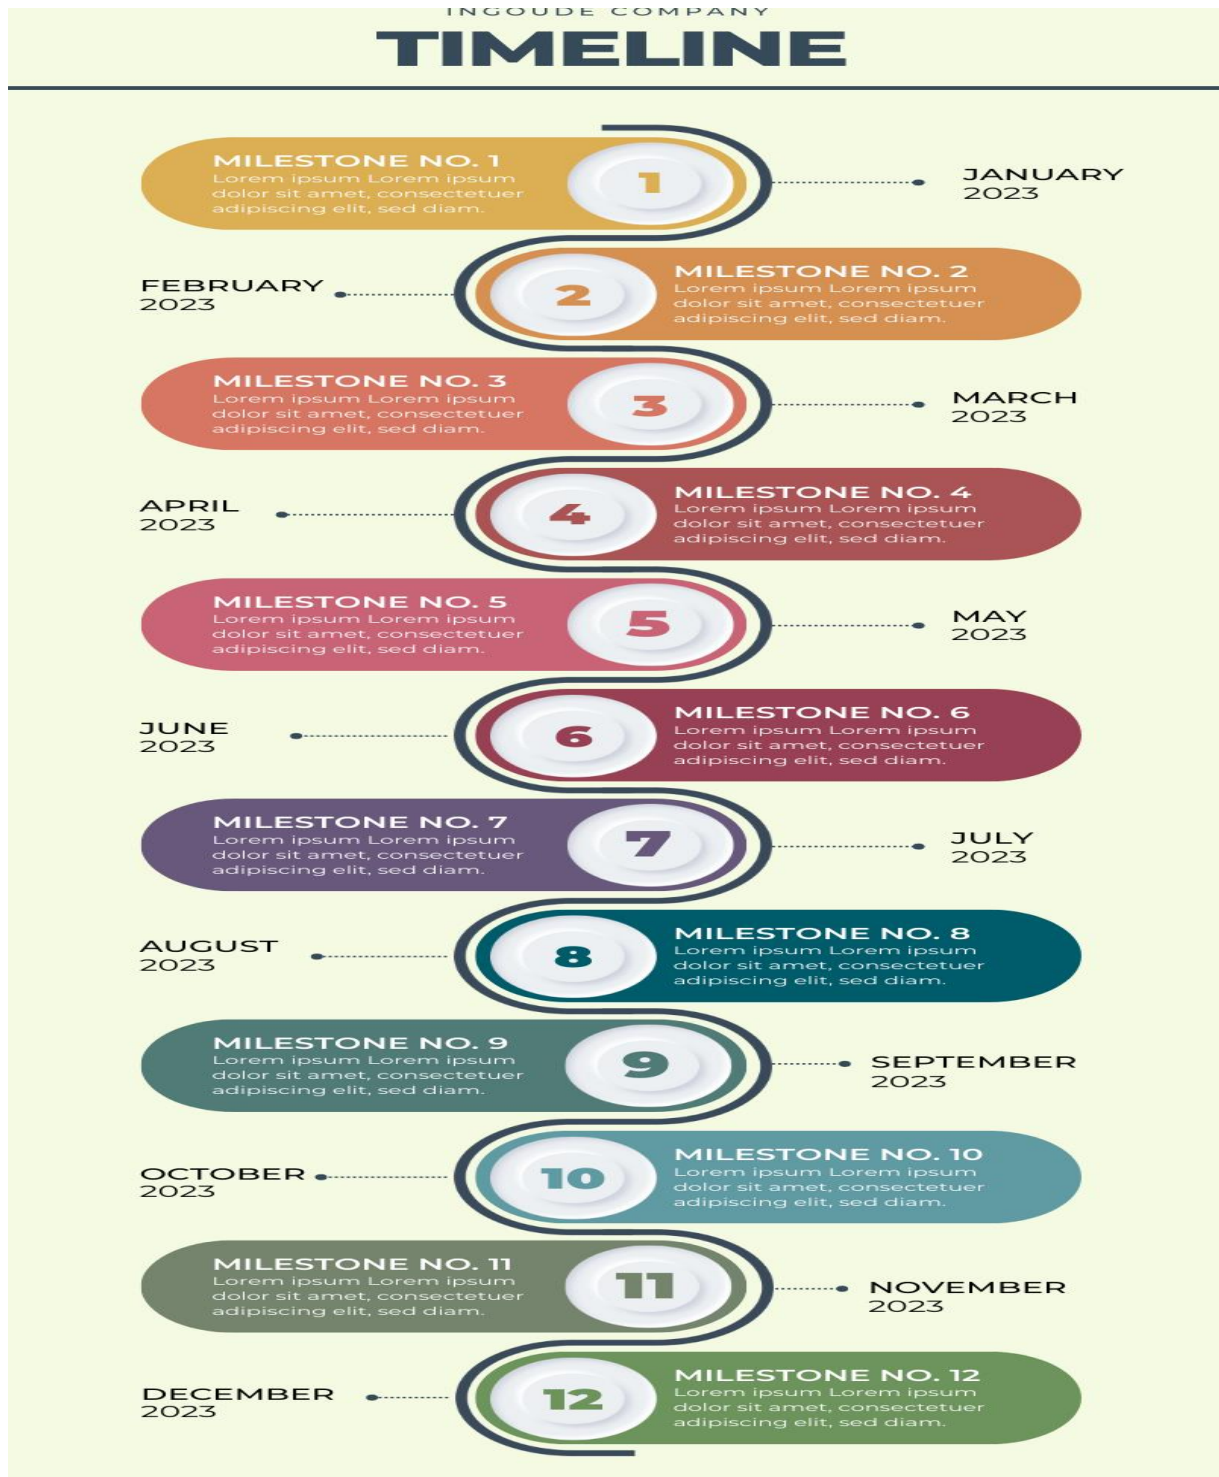 INGOUDE COMPANY
TIMELINE
MILESTONE NO. 1
Lorem ipsum Lorem ipsum
dolor sit amet, consectetuer
adipiscing elit, sed diam.
1
JANUARY
2023
FEBRUARY
2023
2
MILESTONE NO. 2
Lorem ipsum Lorem ipsum
dolor sit amet, consectetuer
adipiscing elit, sed diam.
MILESTONE NO. 3
Lorem ipsum Lorem ipsum
dolor sit amet, consectetuer
adipiscing elit, sed diam.
3
MARCH
2023
APRIL
2023
4
MILESTONE NO. 4
Lorem ipsum Lorem ipsum
dolor sit amet, consectetuer
adipiscing elit, sed diam.
MILESTONE NO. 5
Lorem ipsum Lorem ipsum
dolor sit amet, consectetuer
adipiscing elit, sed diam.
5
MAY
2023
JUNE
2023
6
MILESTONE NO. 6
Lorem ipsum Lorem ipsum
dolor sit amet, consectetuer
adipiscing elit, sed diam.
MILESTONE NO. 7
Lorem ipsum Lorem ipsum
dolor sit amet, consectetuer
adipiscing elit, sed diam.
7
JULY
2023
AUGUST
2023
8
MILESTONE NO. 8
Lorem ipsum Lorem ipsum
dolor sit amet, consectetuer
adipiscing elit, sed diam.
MILESTONE NO. 9
Lorem ipsum Lorem ipsum
dolor sit amet, consectetuer
adipiscing elit, sed diam.
9
SEPTEMBER
2023
OCTOBER
2023
10
MILESTONE NO. 10
Lorem ipsum Lorem ipsum
dolor sit amet, consectetuer
adipiscing elit, sed diam.
MILESTONE NO. 11
Lorem ipsum Lorem ipsum
dolor sit amet, consectetuer
adipiscing elit, sed diam.
11
NOVEMBER
2023
DECEMBER
2023
12
MILESTONE NO. 12
Lorem ipsum Lorem ipsum
dolor sit amet, consectetuer
adipiscing elit, sed diam.